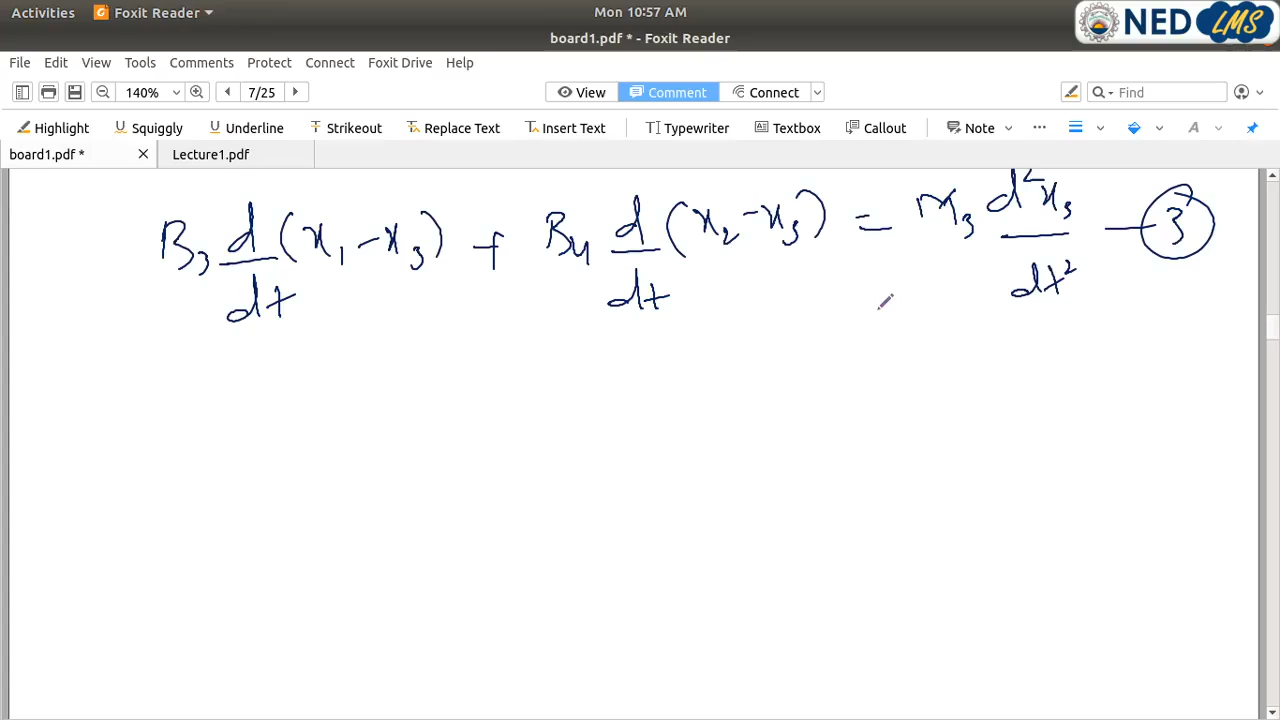 Activities Foxit Reader Mon 10:57 AM
board1.pdf * - Foxit Reader
NED LMS
File Edit View Tools Comments Protect Connect Foxit Drive Help
140% 7/25 View Comment Connect Find
Highlight Squiggly Underline Strikeout Replace Text Insert Text Typewriter Textbox Callout Note ... A
board1.pdf * Lecture1.pdf
B₃ d/dt (x₁ - x₃) + B₄ d/dt (x₂ - x₃) = M₃ d²x₃/dt² — 3